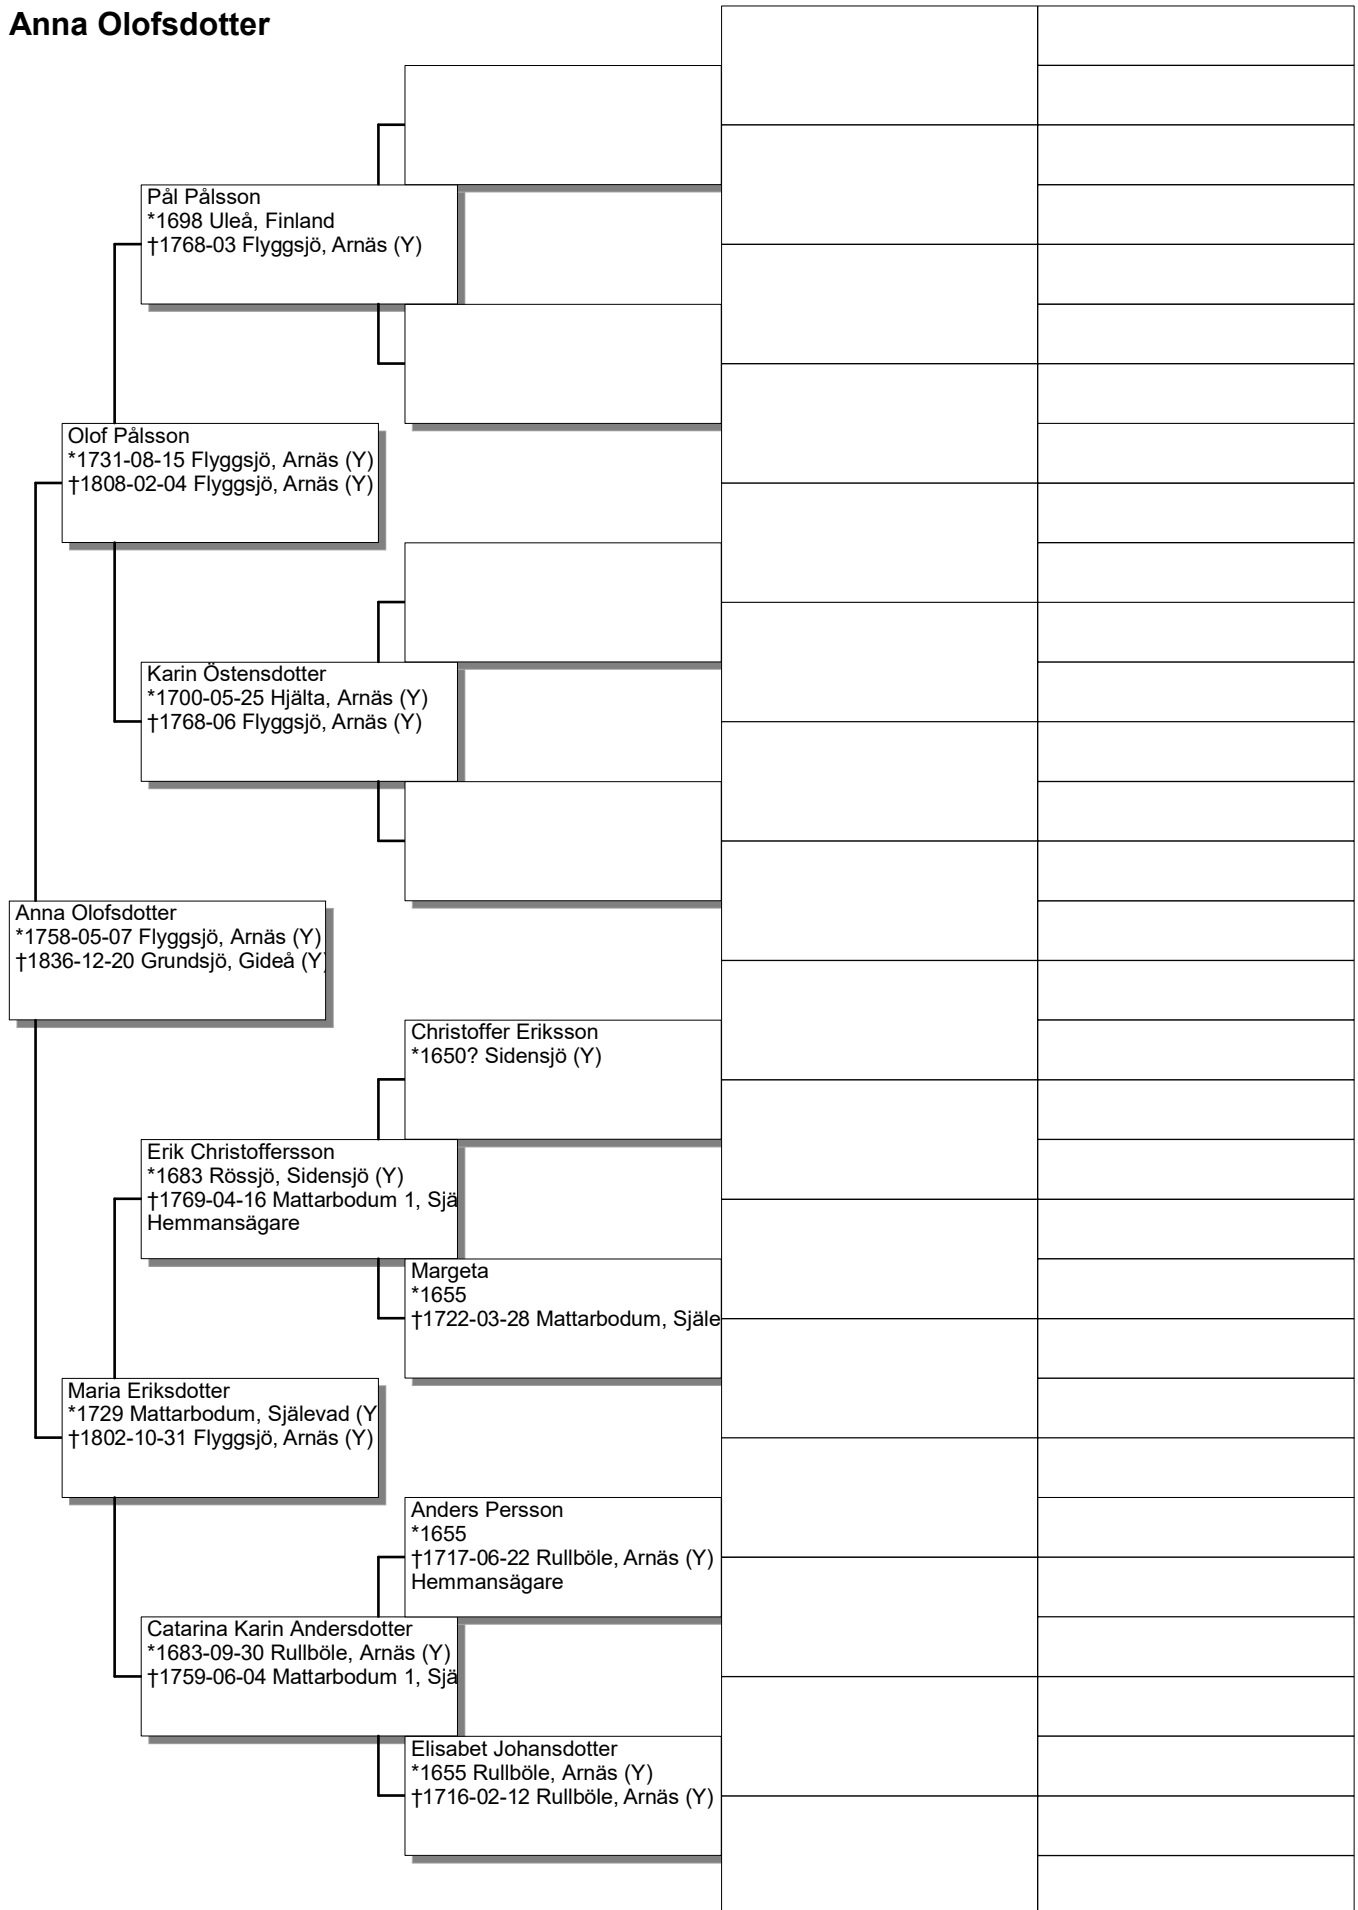 Anna Olofsdotter
Pål Pålsson
*1698 Uleå, Finland
†1768-03 Flyggsjö, Arnäs (Y)
Olof Pålsson
*1731-08-15 Flyggsjö, Arnäs (Y)
†1808-02-04 Flyggsjö, Arnäs (Y)
Karin Östensdotter
*1700-05-25 Hjälta, Arnäs (Y)
†1768-06 Flyggsjö, Arnäs (Y)
Anna Olofsdotter
*1758-05-07 Flyggsjö, Arnäs (Y)
†1836-12-20 Grundsjö, Gideå (Y)
Christoffer Eriksson
*1650? Sidensjö (Y)
Erik Christoffersson
*1683 Rössjö, Sidensjö (Y)
†1769-04-16 Mattarbodum 1, Sjä
Hemmansägare
Margeta
*1655
†1722-03-28 Mattarbodum, Själe
Maria Eriksdotter
*1729 Mattarbodum, Själevad (Y
†1802-10-31 Flyggsjö, Arnäs (Y)
Anders Persson
*1655
†1717-06-22 Rullböle, Arnäs (Y)
Hemmansägare
Catarina Karin Andersdotter
*1683-09-30 Rullböle, Arnäs (Y)
†1759-06-04 Mattarbodum 1, Sjä
Elisabet Johansdotter
*1655 Rullböle, Arnäs (Y)
†1716-02-12 Rullböle, Arnäs (Y)